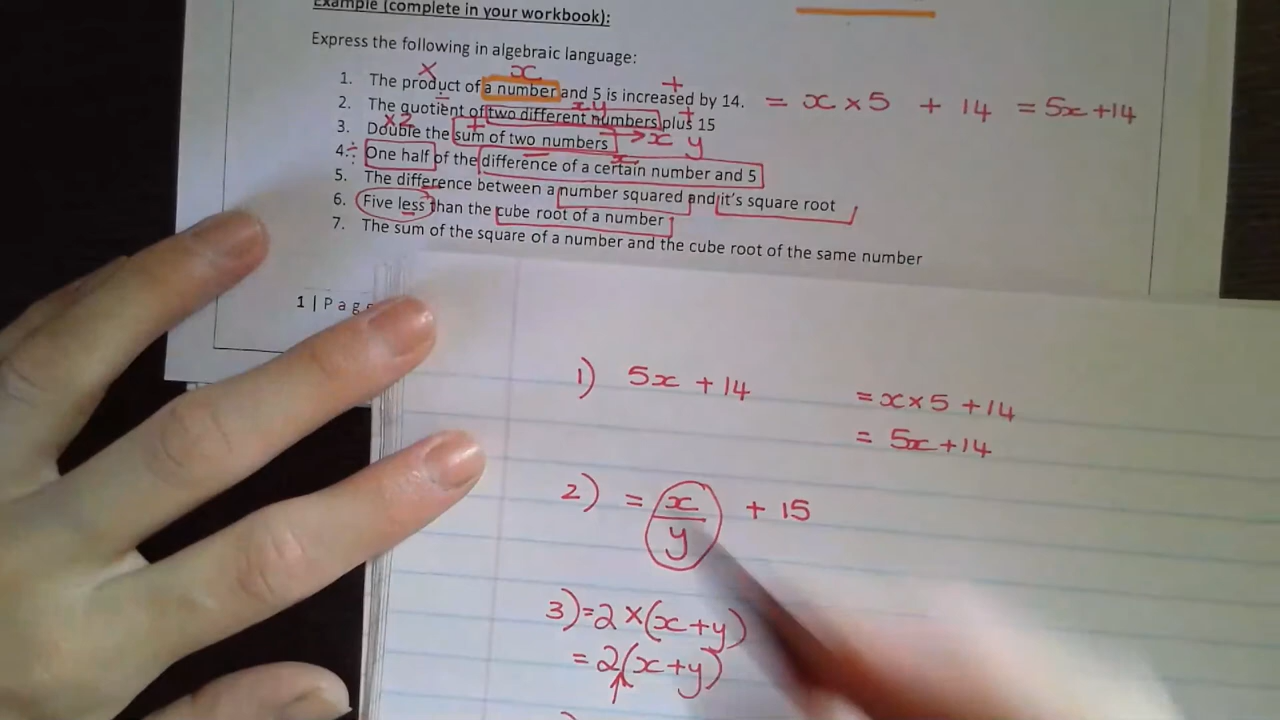 Example (complete in your workbook):
Express the following in algebraic language:
× x +
1. The product of a number and 5 is increased by 14. = x × 5 + 14 = 5x + 14
÷ x y +
2. The quotient of two different numbers plus 15
×2 +
3. Double the sum of two numbers → x y
÷ − x
4. One half of the difference of a certain number and 5
5. The difference between a number squared and it's square root
6. Five less than the cube root of a number
7. The sum of the square of a number and the cube root of the same number
1 | Pag
1) 5x + 14 = x × 5 + 14
= 5x + 14
2) = x/y + 15
3) = 2 × (x + y)
= 2(x + y)